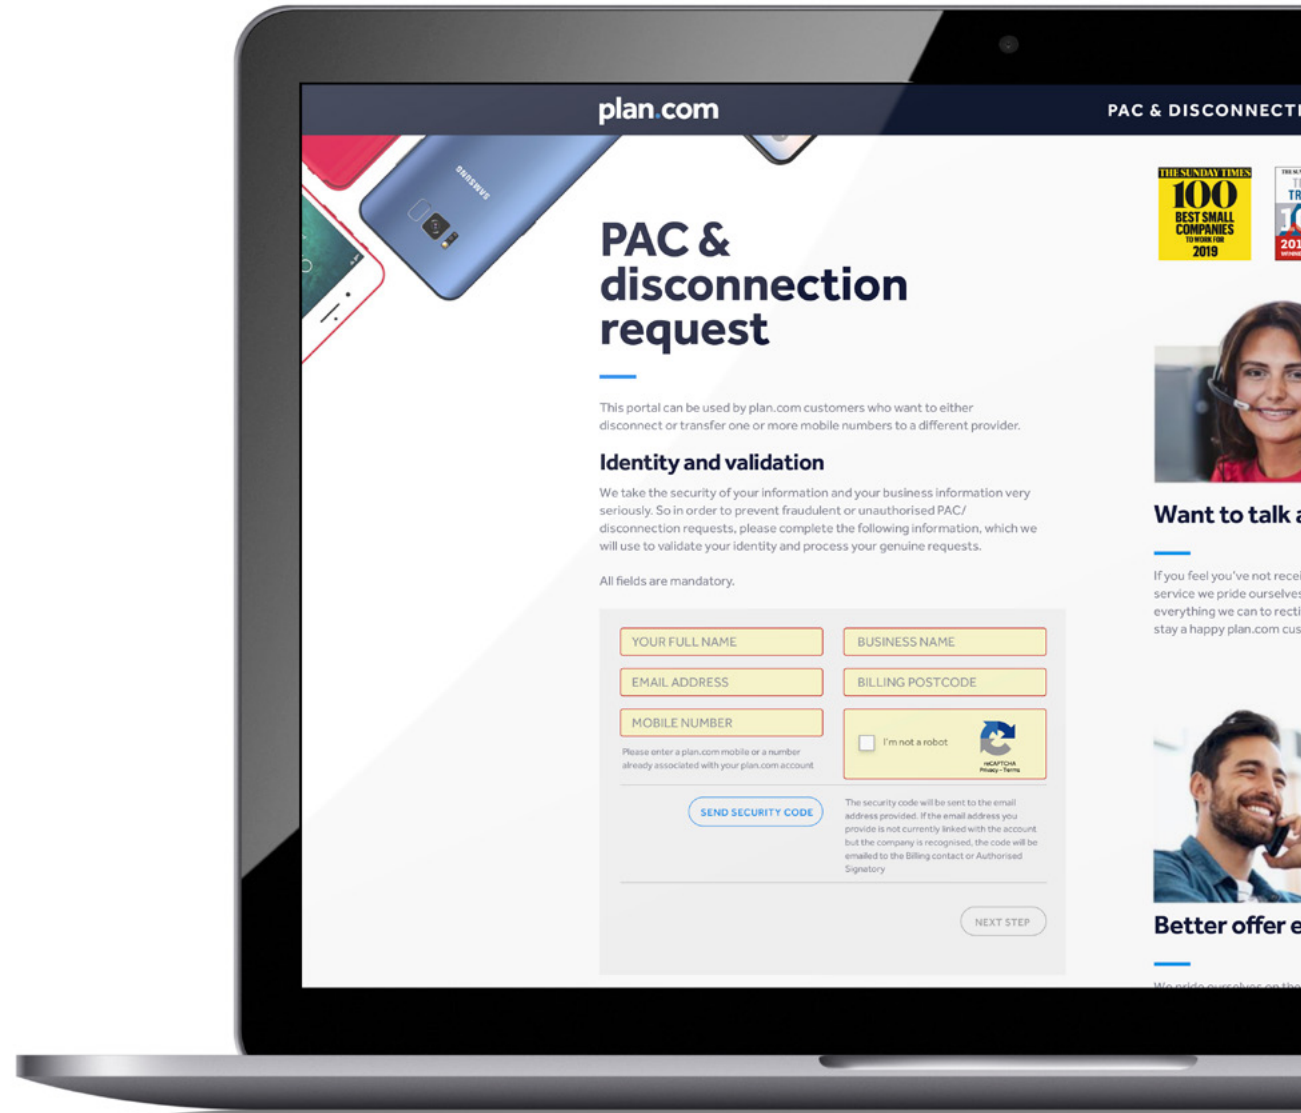 plan.com
PAC & DISCONNECTI
SAMSUNG
THE SUNDAY TIMES
100
BEST SMALL
COMPANIES
TO WORK FOR
2019
TR
201
PAC &
disconnection
request
This portal can be used by plan.com customers who want to either
disconnect or transfer one or more mobile numbers to a different provider.
Identity and validation
We take the security of your information and your business information very
seriously. So in order to prevent fraudulent or unauthorised PAC/
disconnection requests, please complete the following information, which we
will use to validate your identity and process your genuine requests.
All fields are mandatory.
YOUR FULL NAME
BUSINESS NAME
EMAIL ADDRESS
BILLING POSTCODE
MOBILE NUMBER
Please enter a plan.com mobile or a number
already associated with your plan.com account
I'm not a robot
reCAPTCHA
Privacy - Terms
SEND SECURITY CODE
The security code will be sent to the email
address provided. If the email address you
provide is not currently linked with the account
but the company is recognised, the code will be
emailed to the Billing contact or Authorised
Signatory
NEXT STEP
Want to talk a
If you feel you've not recei
service we pride ourselves
everything we can to recti
stay a happy plan.com cus
Better offer e
We pride ourselves on the